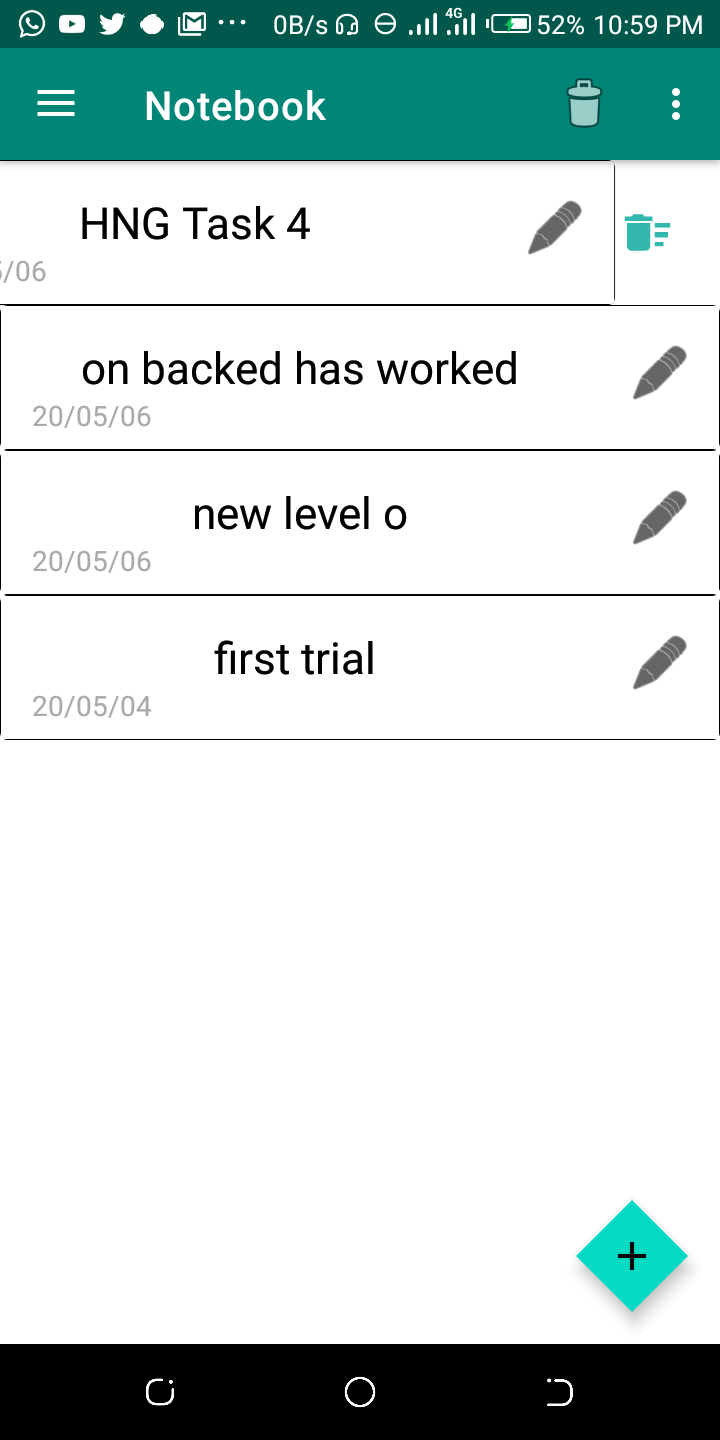 0B/s 4G 52% 10:59 PM
Notebook
HNG Task 4
/06
on backed has worked
20/05/06
new level o
20/05/06
first trial
20/05/04